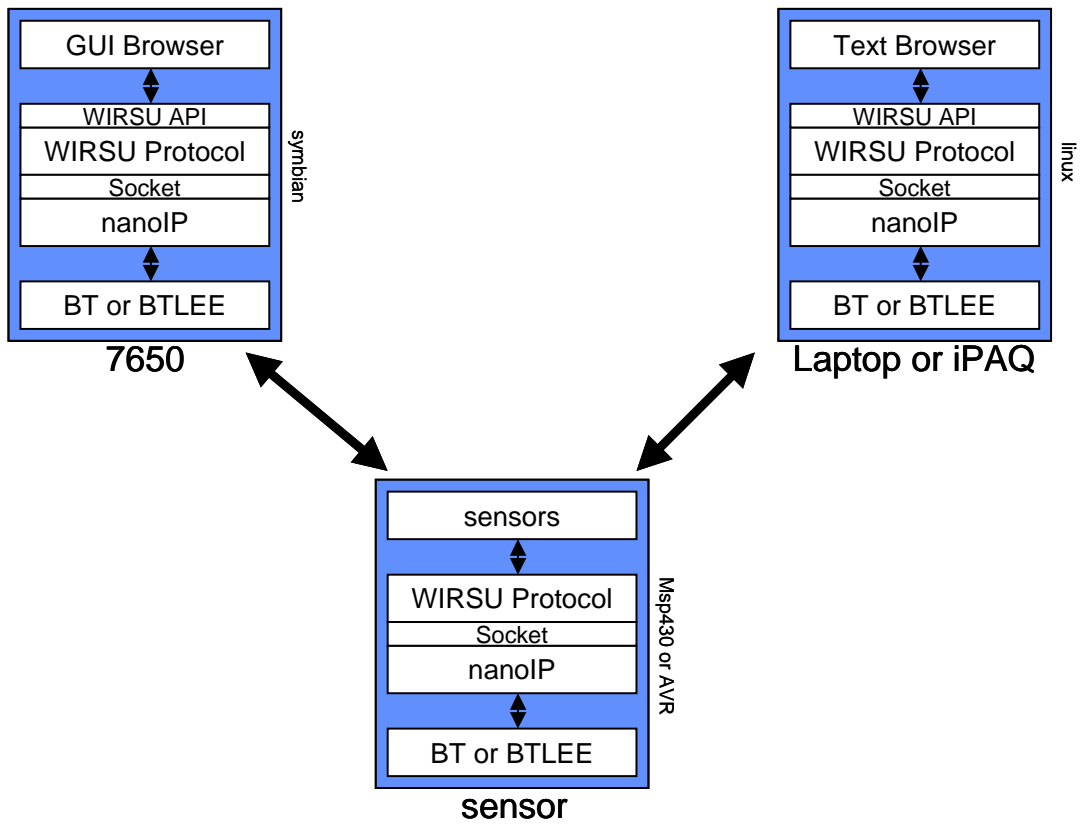 GUI Browser
WIRSU API
WIRSU Protocol
Socket
nanoIP
BT or BTLEE
symbian
7650
Text Browser
WIRSU API
WIRSU Protocol
Socket
nanoIP
BT or BTLEE
linux
Laptop or iPAQ
sensors
WIRSU Protocol
Socket
nanoIP
BT or BTLEE
Msp430 or AVR
sensor